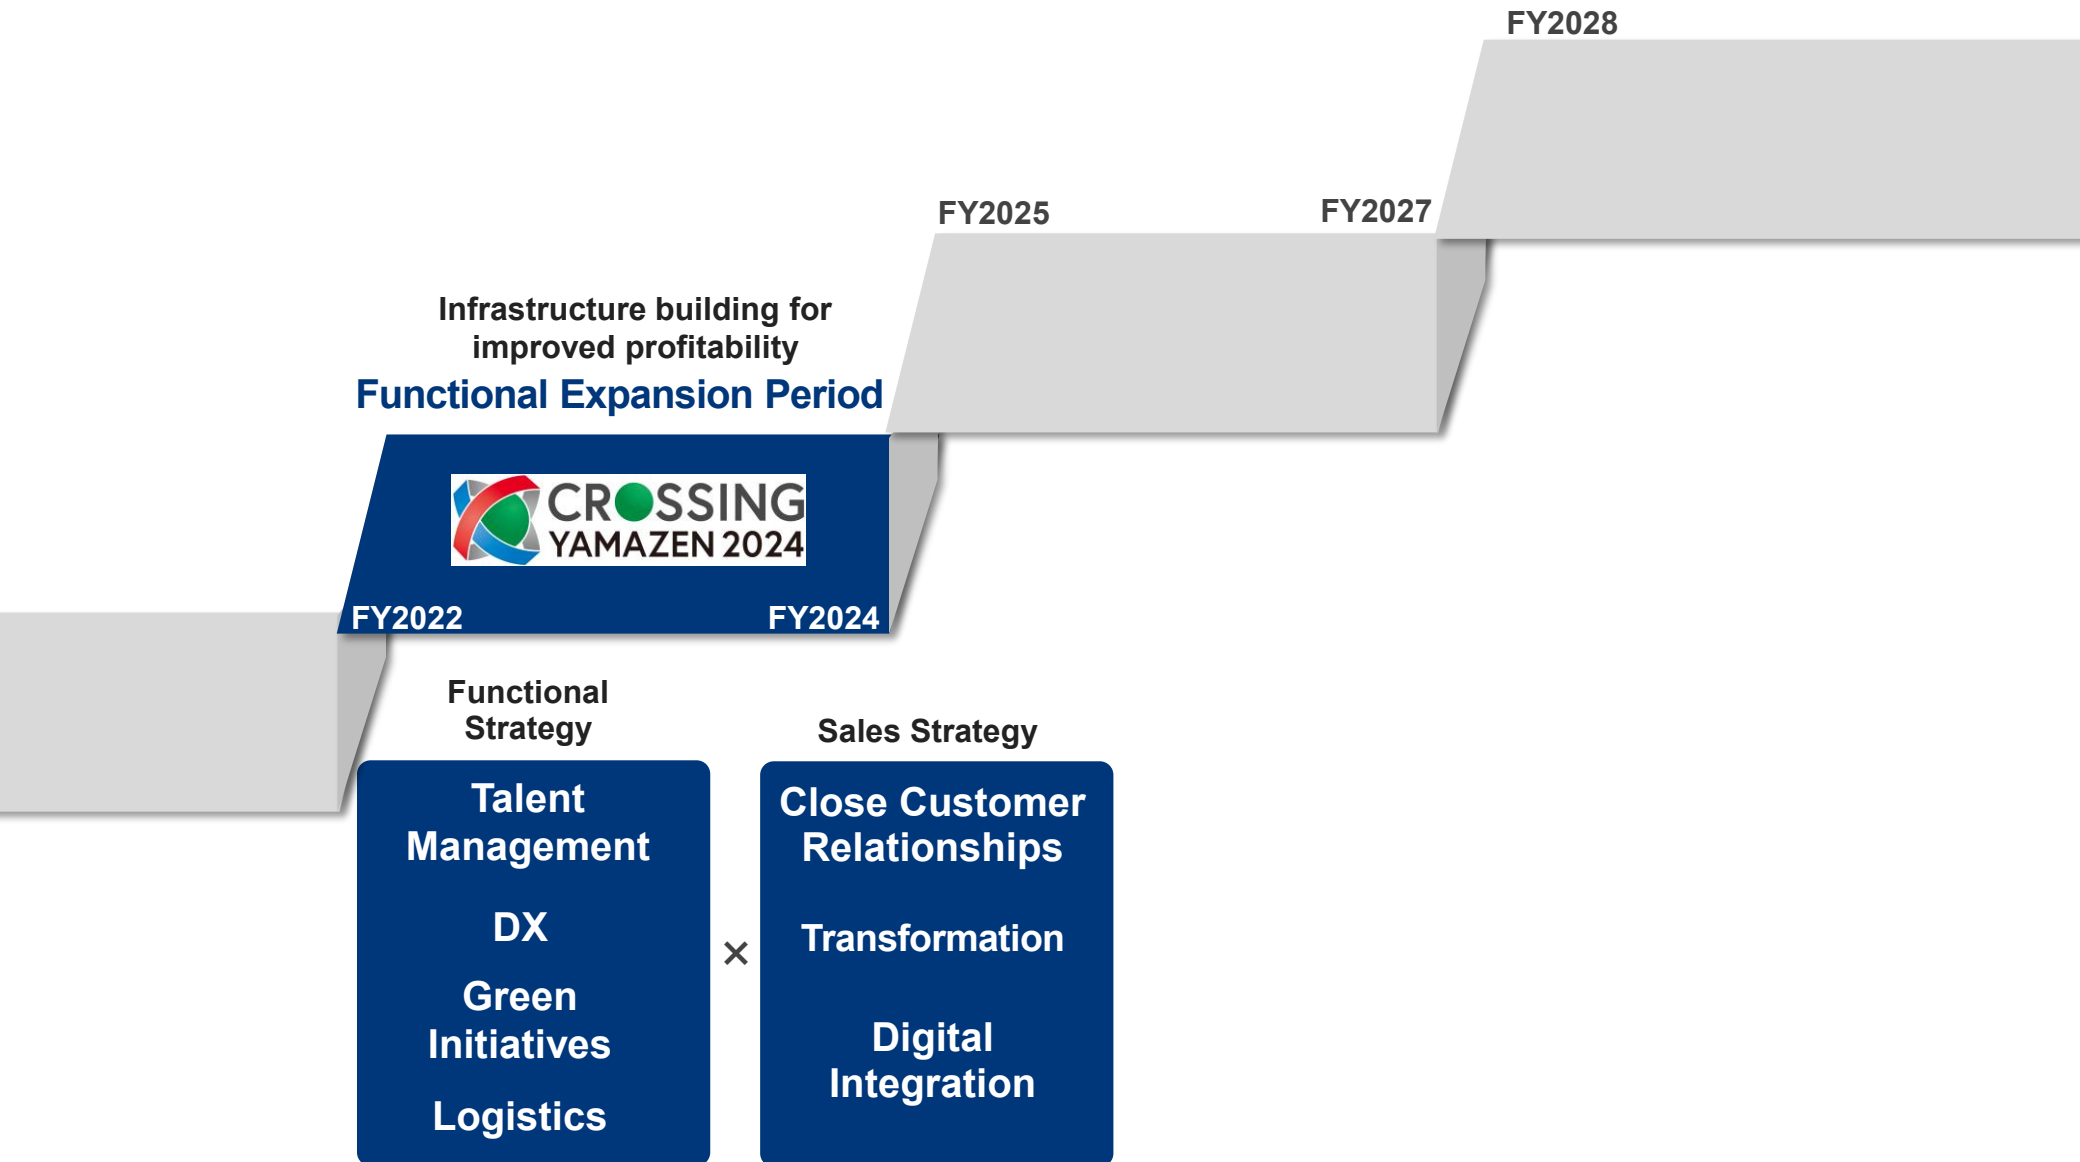 FY2028
FY2025
FY2027
Infrastructure building for
improved profitability
Functional Expansion Period
CROSSING
YAMAZEN 2024
FY2022
FY2024
Functional
Strategy
Talent
Management
DX
Green
Initiatives
Logistics
×
Sales Strategy
Close Customer
Relationships
Transformation
Digital
Integration